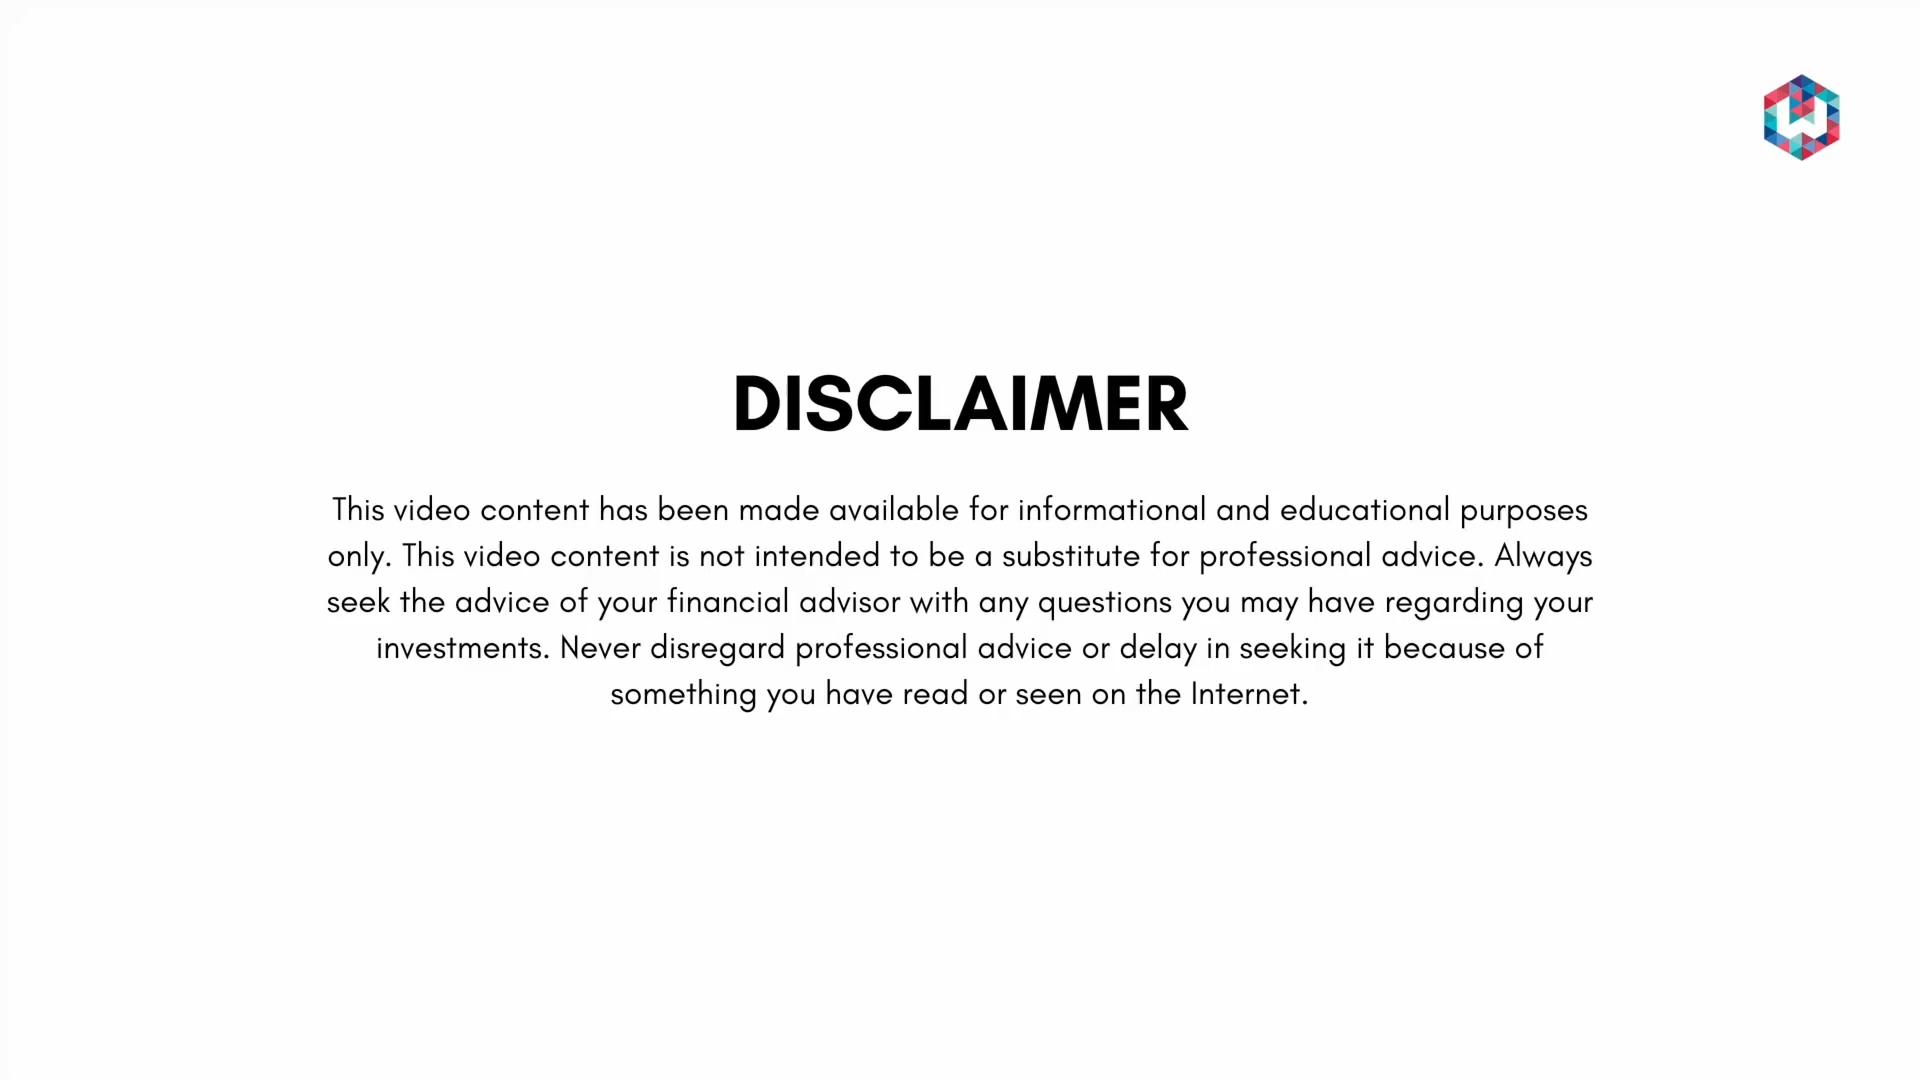 DISCLAIMER
This video content has been made available for informational and educational purposes
only. This video content is not intended to be a substitute for professional advice. Always
seek the advice of your financial advisor with any questions you may have regarding your
investments. Never disregard professional advice or delay in seeking it because of
something you have read or seen on the Internet.